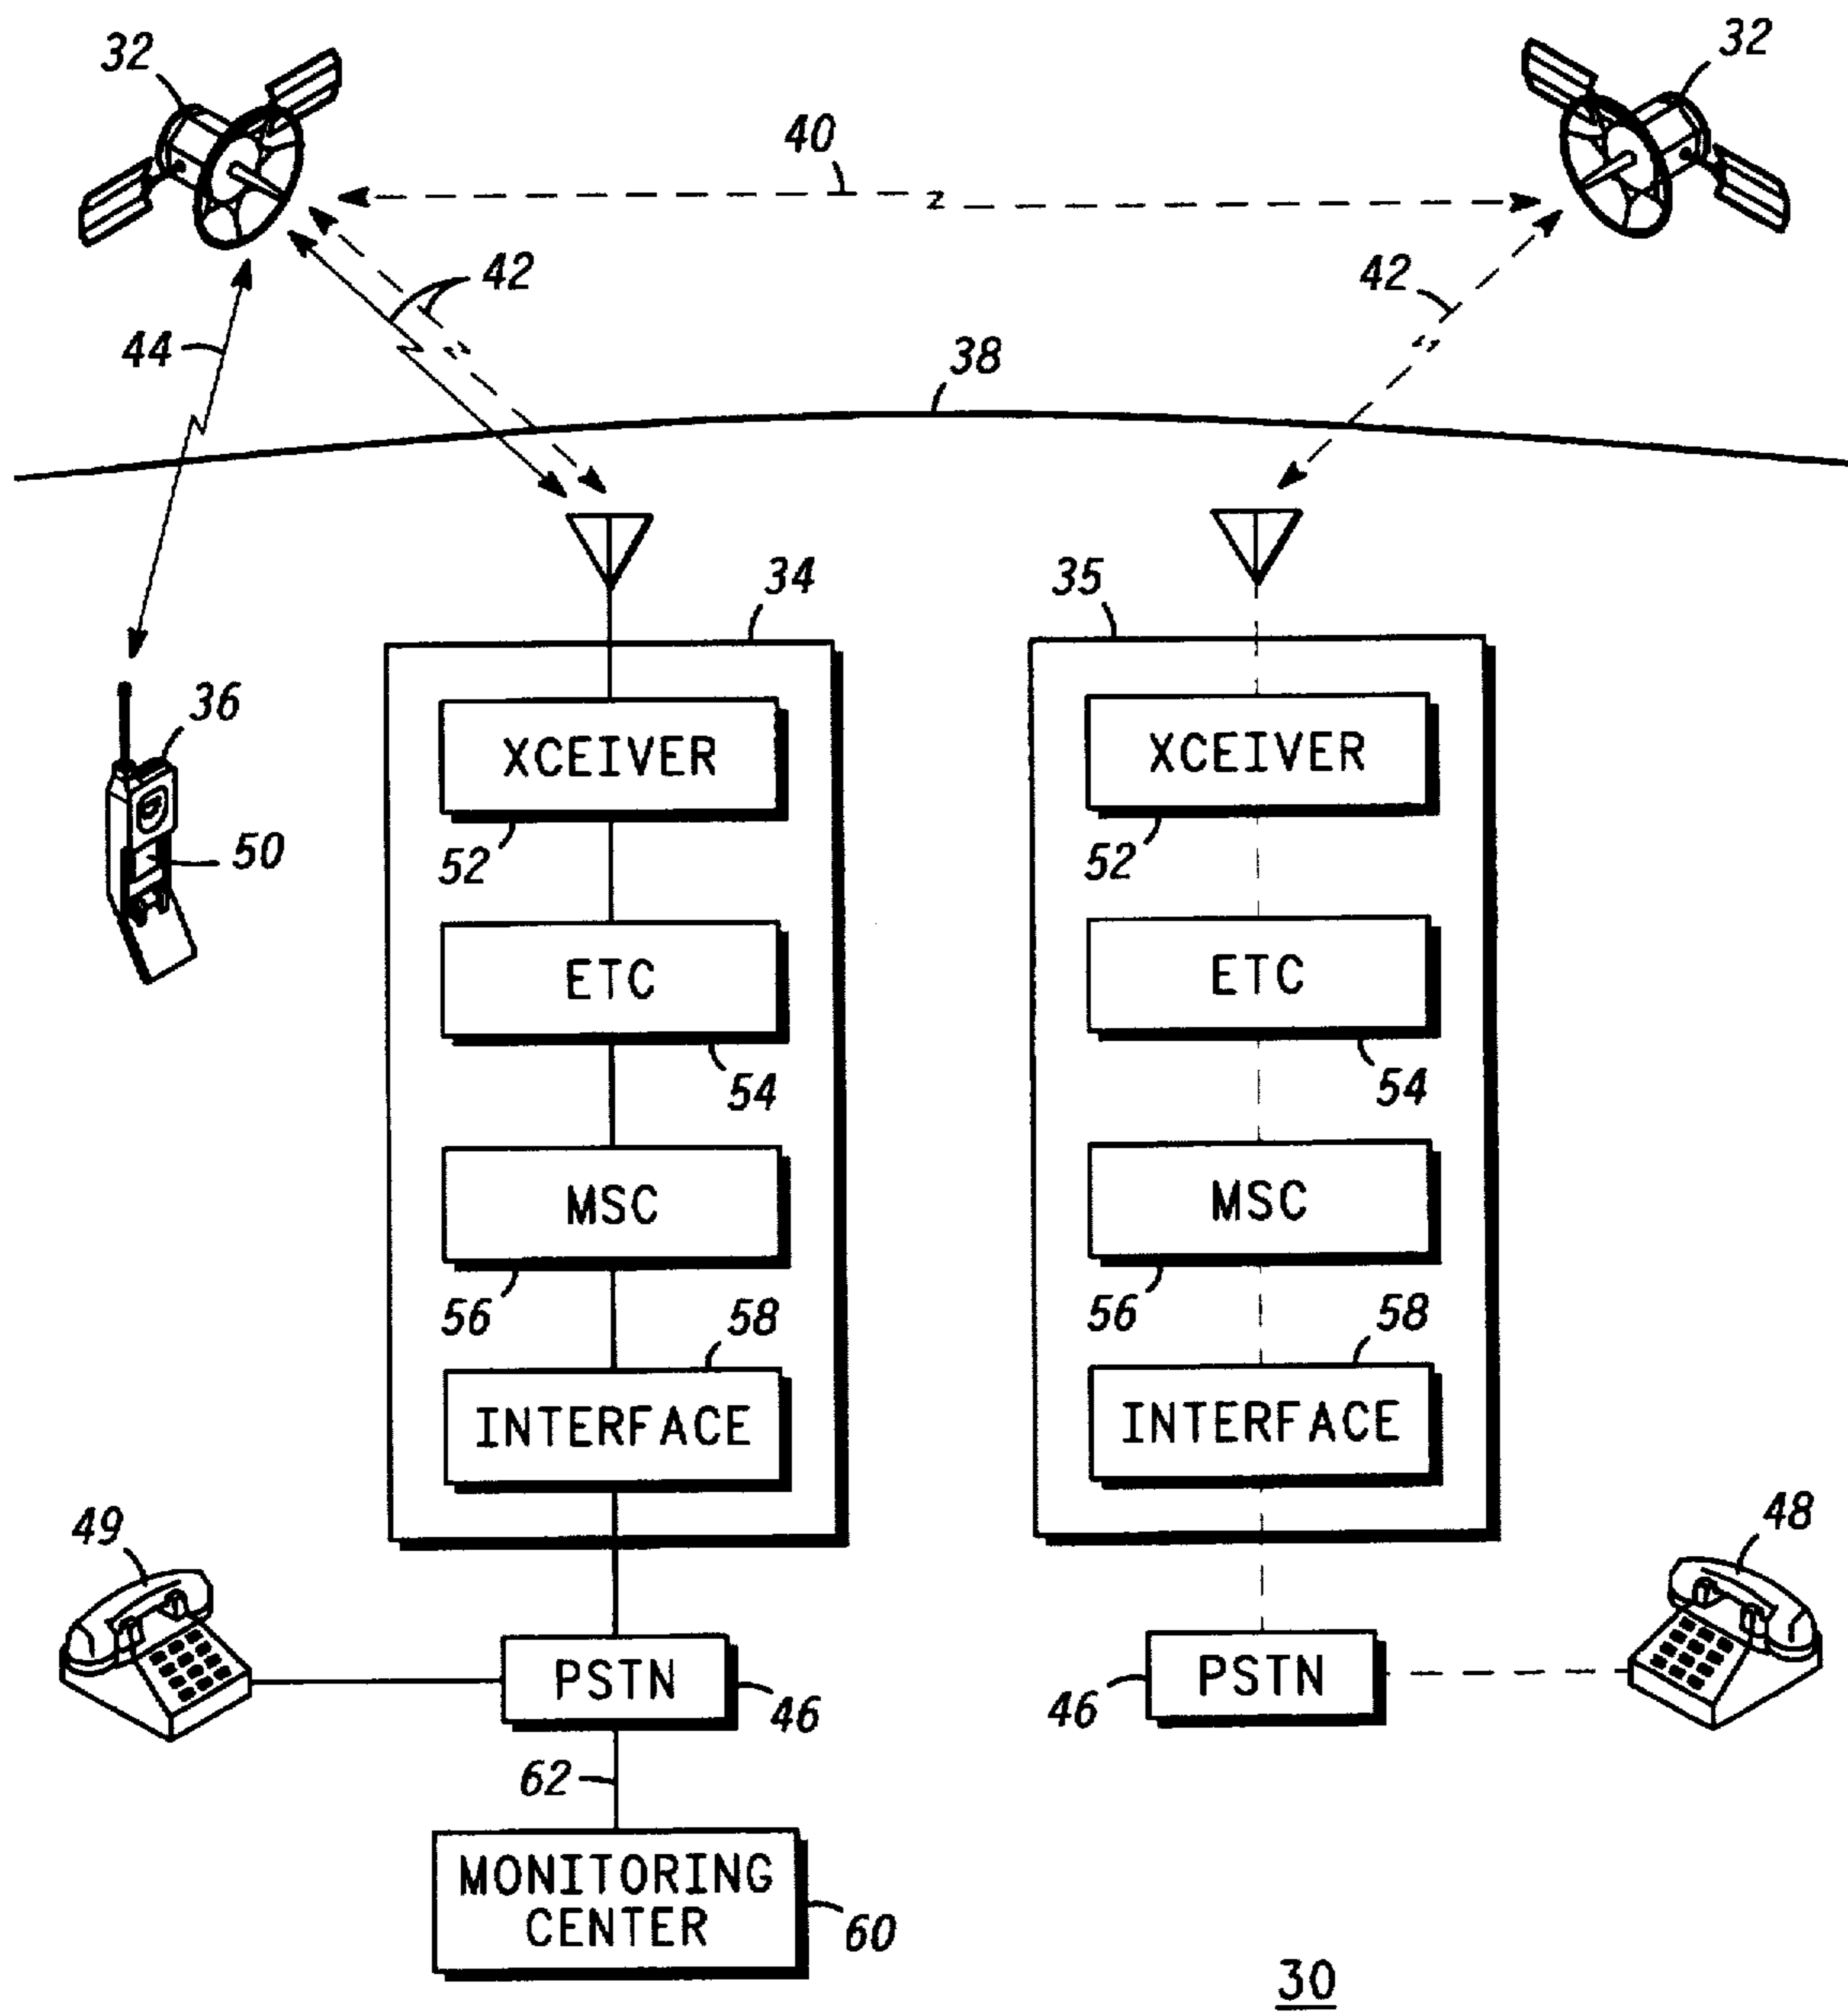 32
32
40
42
42
44
38
34
35
36
XCEIVER
XCEIVER
50
52
52
ETC
ETC
54
54
MSC
MSC
56
58
56
58
INTERFACE
INTERFACE
49
48
PSTN
PSTN
46
46
62
MONITORING
CENTER
60
30